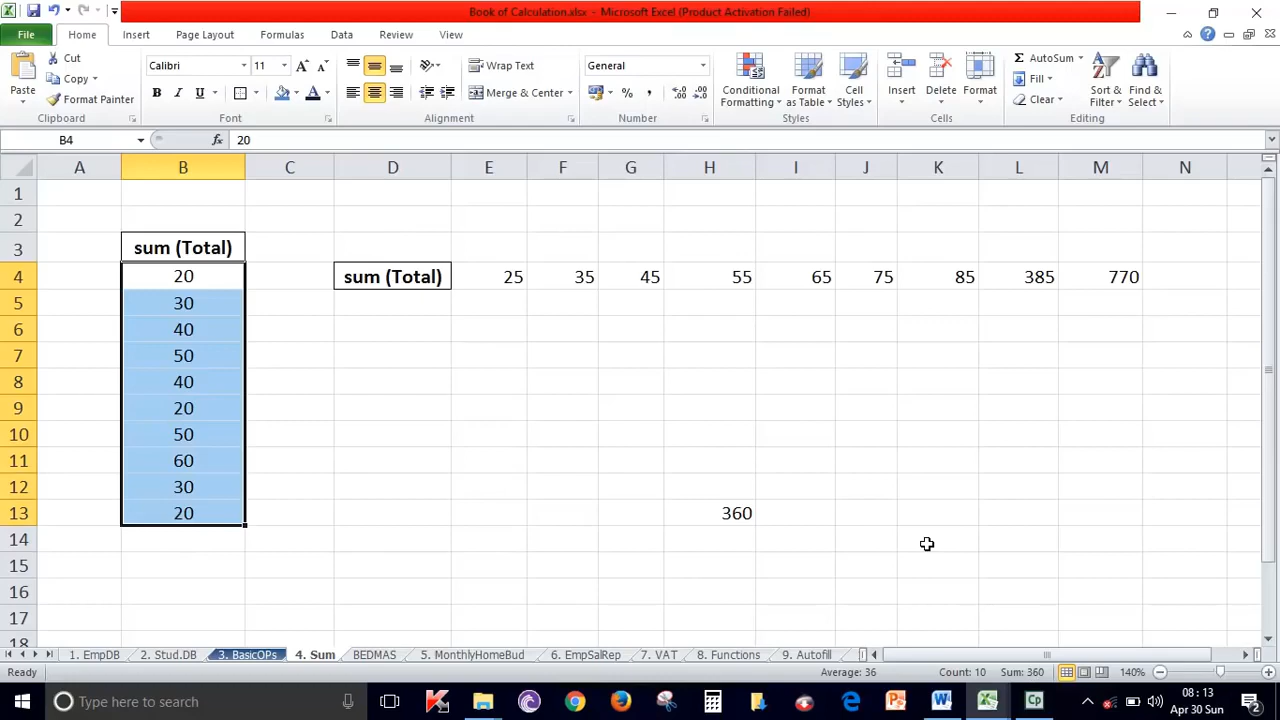 Book of Calculation.xlsx - Microsoft Excel (Product Activation Failed)
File Home Insert Page Layout Formulas Data Review View
Paste
Cut
Copy
Format Painter
Clipboard
Calibri 11
B I U A
Font
Wrap Text
Merge & Center
Alignment
General
% ,
Number
Conditional Formatting
Format as Table
Cell Styles
Styles
Insert Delete Format
Cells
Σ AutoSum
Fill
Clear
Sort & Filter
Find & Select
Editing
B4 fx 20
A B C D E F G H I J K L M N
1
2
3 sum (Total)
4 20 sum (Total) 25 35 45 55 65 75 85 385 770
5 30
6 40
7 50
8 40
9 20
10 50
11 60
12 30
13 20 360
14
15
16
17
18
1. EmpDB 2. Stud.DB 3. BasicOPs 4. Sum BEDMAS 5. MonthlyHomeBud 6. EmpSalRep 7. VAT 8. Functions 9. Autofill
Ready Average: 36 Count: 10 Sum: 360 140%
Type here to search
08 : 13
Apr 30 Sun
2